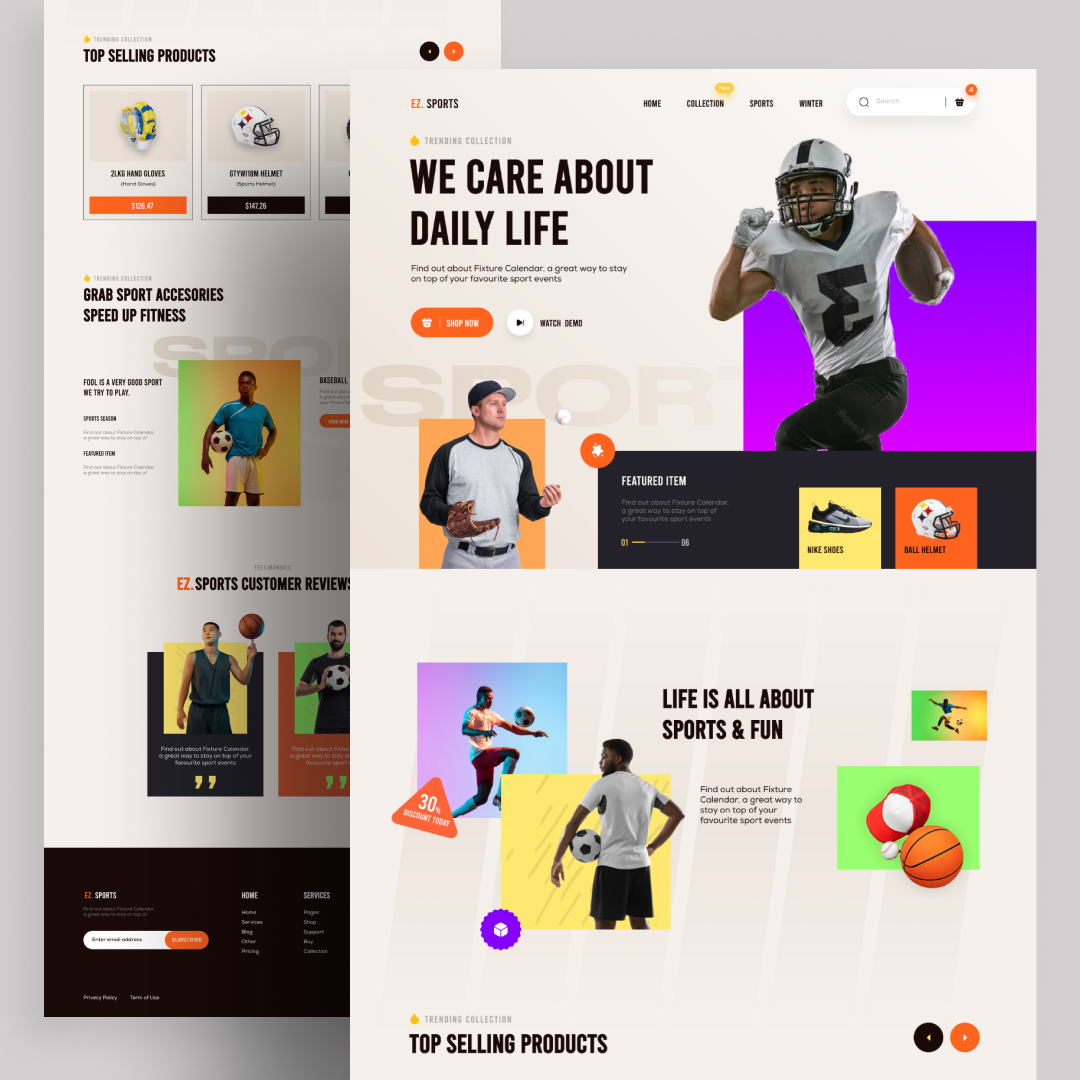 TRENDING COLLECTION
TOP SELLING PRODUCTS
2LKG HAND GLOVES
(Hand Gloves)
$126.47
GTYW118M HELMET
(Sports Helmet)
$147.26
TRENDING COLLECTION
GRAB SPORT ACCESORIES
SPEED UP FITNESS
SPO
FOOL IS A VERY GOOD SPORT
WE TRY TO PLAY.
SPORTS SEASON
Find out about Fixture Calendar,
a great way to stay on top of
FEATURED ITEM
Find out about Fixture Calendar,
a great way to stay on top of
BASEBALL
TESTIMONIALS
EZ. SPORTS CUSTOMER REVIEWS
Find out about Fixture Calendar,
a great way to stay on top of your
favourite sport events
EZ. SPORTS
Find out about Fixture Calendar,
a great way to stay on top of
Enter email address
SUBSCRIBE
HOME
Home
Services
Blog
Other
Pricing
SERVICES
Pages
Shop
Support
Buy
Collection
Privecy Policy
Term of Use
EZ. SPORTS
HOME
COLLECTION
New
SPORTS
WINTER
Search
4
TRENDING COLLECTION
WE CARE ABOUT
DAILY LIFE
Find out about Fixture Calendar, a great way to stay
on top of your favourite sport events
SHOP NOW
WATCH DEMO
SPORT
FEATURED ITEM
Find out about Fixture Calendar,
a great way to stay on top of
your favourite sport events
01
06
NIKE SHOES
BALL HELMET
LIFE IS ALL ABOUT
SPORTS & FUN
Find out about Fixture
Calendar, a great way to
stay on top of your
favourite sport events
30%
DISCOUNT TODAY
TRENDING COLLECTION
TOP SELLING PRODUCTS